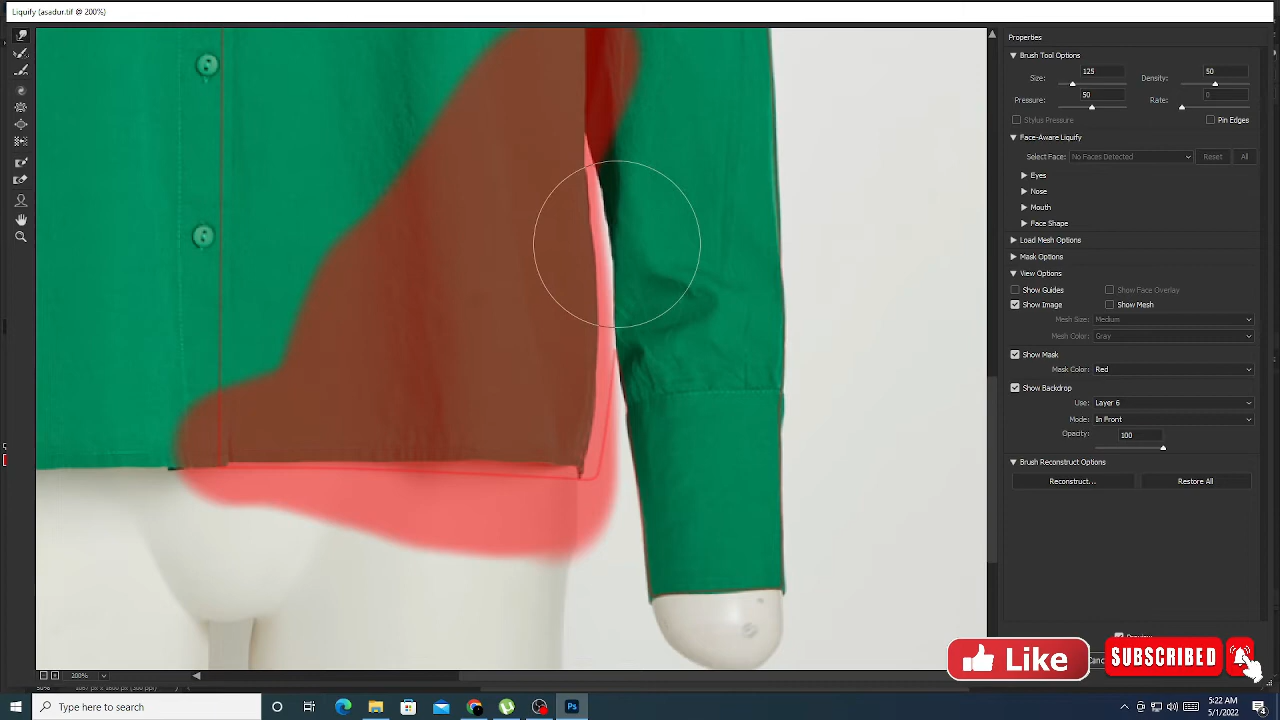 Liquify (asadur.tif @ 200%)
Properties
Brush Tool Options
Size: 125 Density: 50
Pressure: 50 Rate: 0
Stylus Pressure Pin Edges
Face-Aware Liquify
Select Face: No Faces Detected Reset All
Eyes
Nose
Mouth
Face Shape
Load Mesh Options
Mask Options
View Options
Show Guides Show Face Overlay
Show Image Show Mesh
Mesh Size: Medium
Mesh Color: Gray
Show Mask
Mask Color: Red
Show Backdrop
Use: Layer 6
Mode: In Front
Opacity: 100
Brush Reconstruct Options
Reconstruct... Restore All
Like
SUBSCRIBED
200%
Type here to search
Ps
5:22 AM
5/1/2022